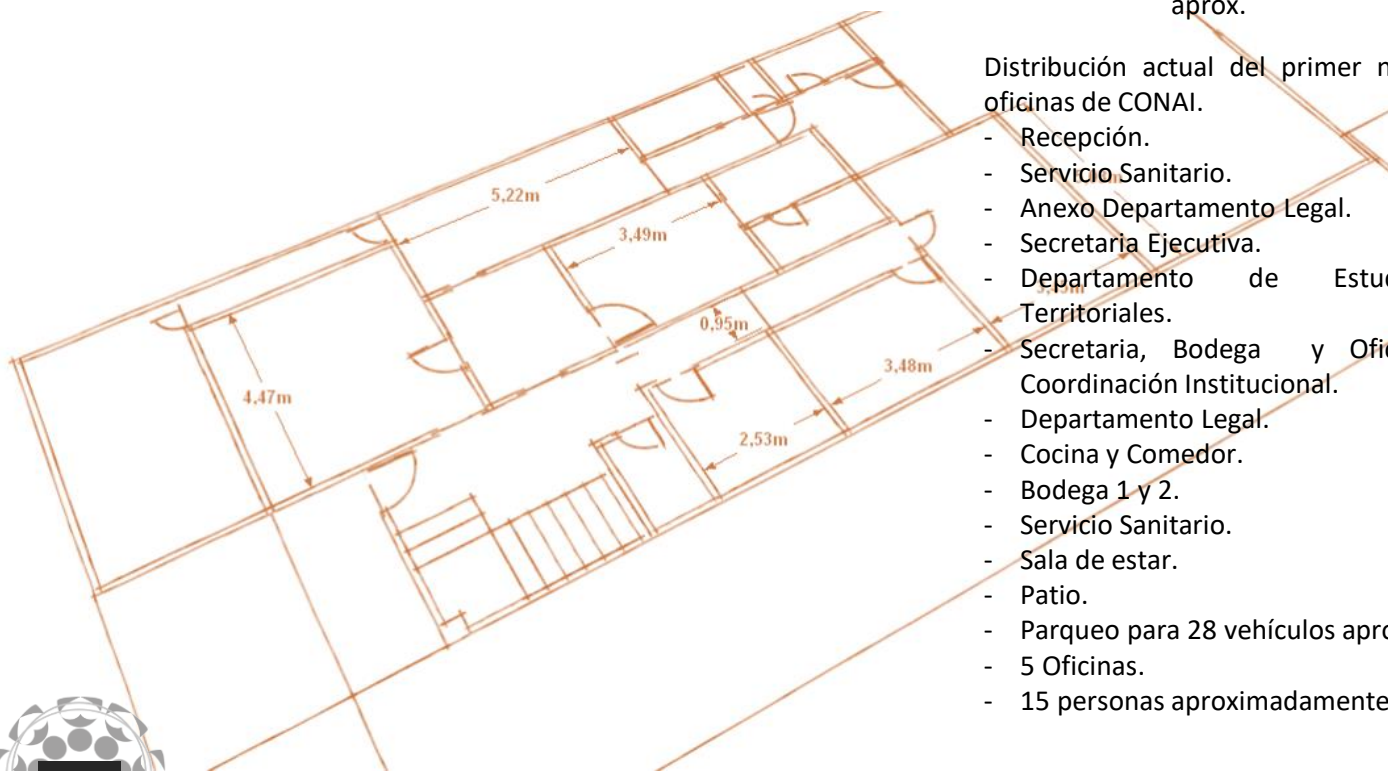 aprox.
Distribución actual del primer n
oficinas de CONAI.
- Recepción.
- Servicio Sanitario.
- Anexo Departamento Legal.
- Secretaria Ejecutiva.
- Departamento de Estu
Territoriales.
- Secretaria, Bodega y Ofi
Coordinación Institucional.
- Departamento Legal.
- Cocina y Comedor.
- Bodega 1 y 2.
- Servicio Sanitario.
- Sala de estar.
- Patio.
- Parqueo para 28 vehículos apro
- 5 Oficinas.
- 15 personas aproximadamente
5,22m
3,49m
0,95m
4,47m
3,48m
2,53m